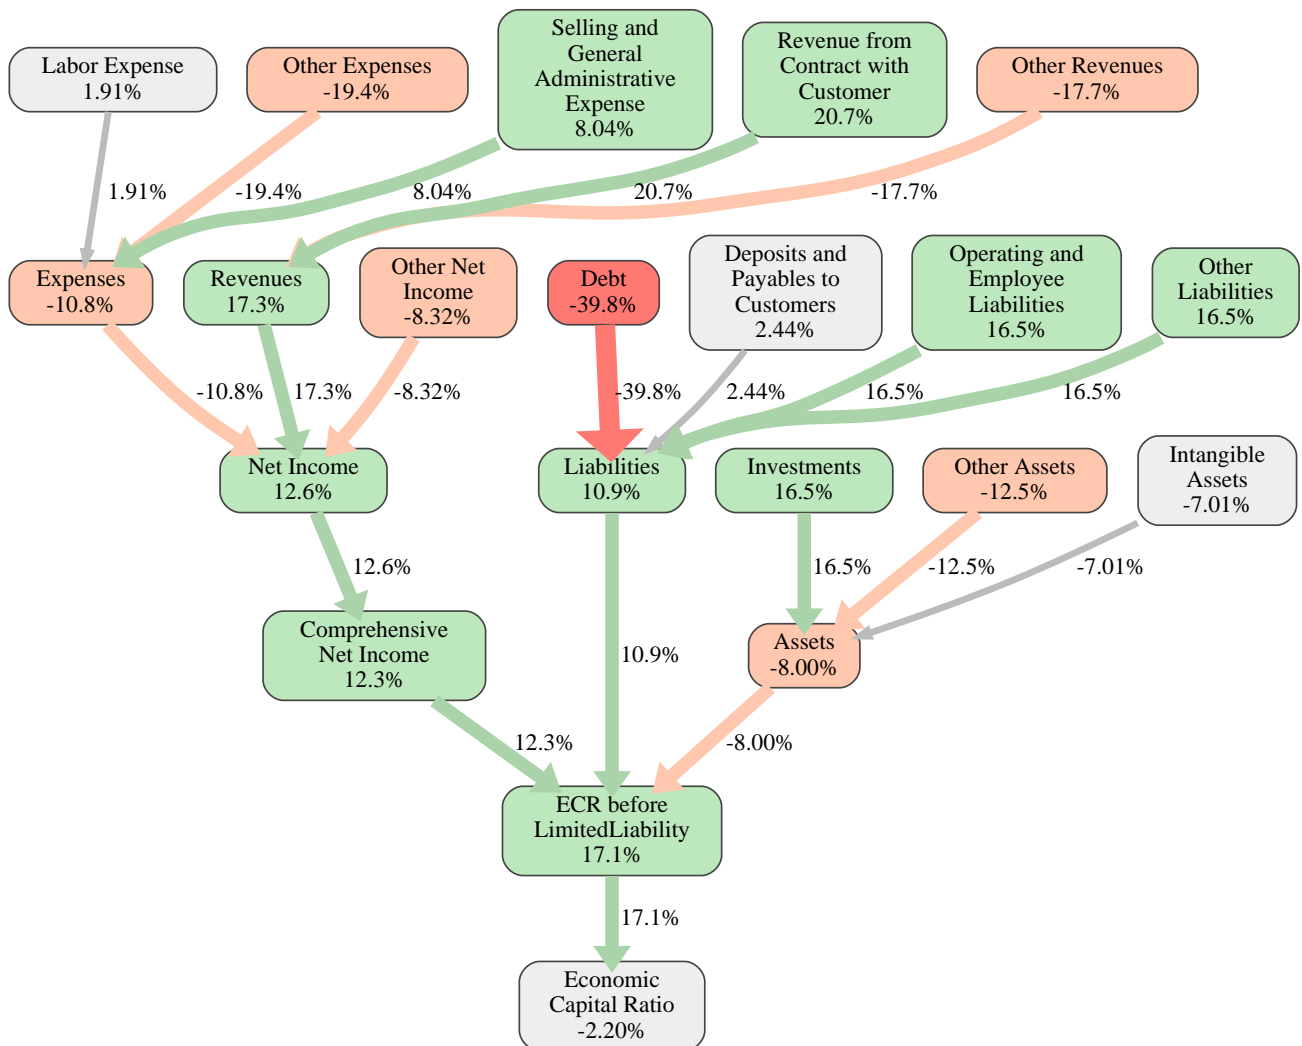 Labor Expense
1.91%
Other Expenses
-19.4%
Selling and
General
Administrative
Expense
8.04%
Revenue from
Contract with
Customer
20.7%
Other Revenues
-17.7%
1.91%
-19.4%
8.04%
20.7%
-17.7%
Expenses
-10.8%
Revenues
17.3%
Other Net
Income
-8.32%
Debt
-39.8%
Deposits and
Payables to
Customers
2.44%
Operating and
Employee
Liabilities
16.5%
Other
Liabilities
16.5%
-10.8%
17.3%
-8.32%
-39.8%
2.44%
16.5%
16.5%
Net Income
12.6%
Liabilities
10.9%
Investments
16.5%
Other Assets
-12.5%
Intangible
Assets
-7.01%
12.6%
16.5%
-12.5%
-7.01%
Comprehensive
Net Income
12.3%
10.9%
Assets
-8.00%
12.3%
-8.00%
ECR before
LimitedLiability
17.1%
17.1%
Economic
Capital Ratio
-2.20%